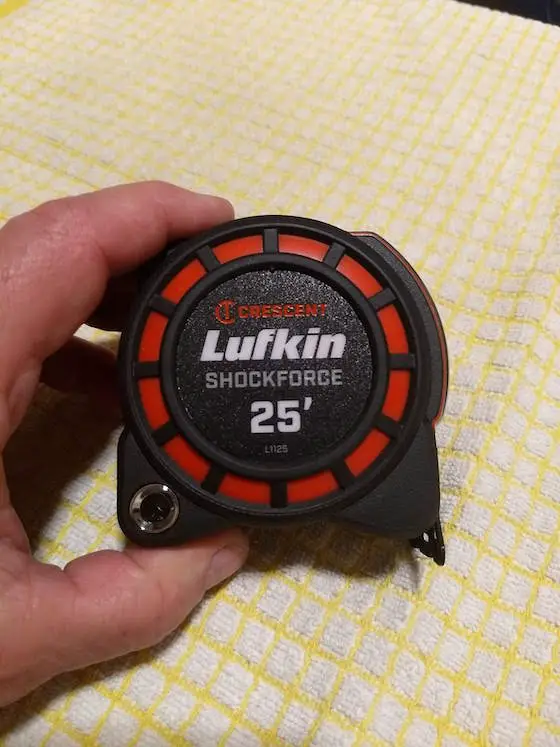 CRESCENT
Lufkin
SHOCKFORCE
25'
L1125